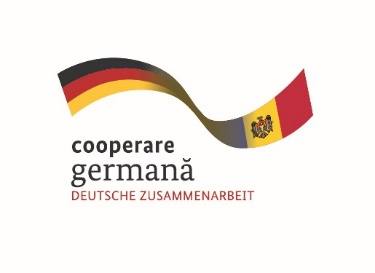 cooperare
germană
DEUTSCHE ZUSAMMENARBEIT